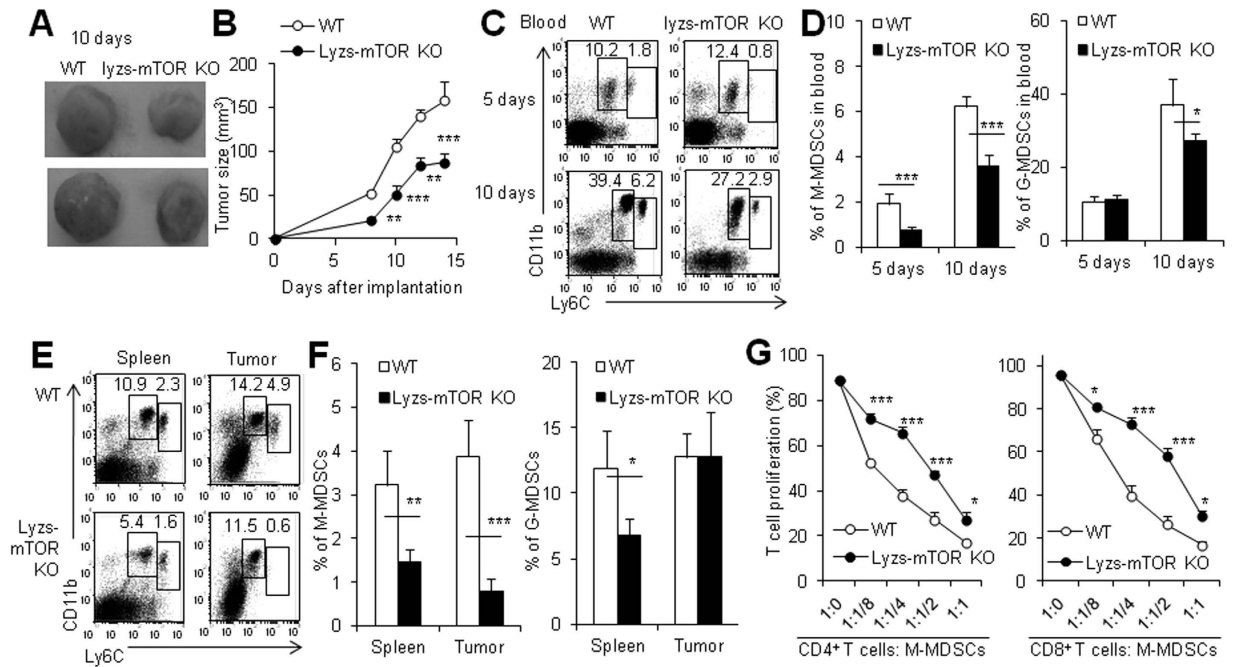 A
10 days
WT lyzs-mTOR KO
B
WT
Lyzs-mTOR KO
Tumor size (mm³)
200
150
100
50
0
0 5 10 15
***
**
***
**
Days after implantation
C
Blood WT lyzs-mTOR KO
10.2 1.8
12.4 0.8
5 days
10 days
39.4 6.2
27.2 2.9
CD11b
Ly6C
D
WT
Lyzs-mTOR KO
% of M-MDSCs in blood
10
8
6
4
2
0
***
***
5 days 10 days
WT
Lyzs-mTOR KO
% of G-MDSCs in blood
60
40
20
0
*
5 days 10 days
E
Spleen Tumor
WT
10.9 2.3
14.2 4.9
Lyzs-
mTOR
KO
5.4 1.6
11.5 0.6
CD11b
Ly6C
F
WT
Lyzs-mTOR KO
% of M-MDSCs
6
5
4
3
2
1
0
**
***
Spleen Tumor
WT
Lyzs-mTOR KO
% of G-MDSCs
20
15
10
5
0
*
Spleen Tumor
G
T cell proliferation (%)
100
80
60
40
20
0
***
***
***
*
WT
Lyzs-mTOR KO
1:0 1:1/8 1:1/4 1:1/2 1:1
CD4+ T cells: M-MDSCs
100
80
60
40
20
0
*
***
***
*
WT
Lyzs-mTOR KO
1:0 1:1/8 1:1/4 1:1/2 1:1
CD8+ T cells: M-MDSCs